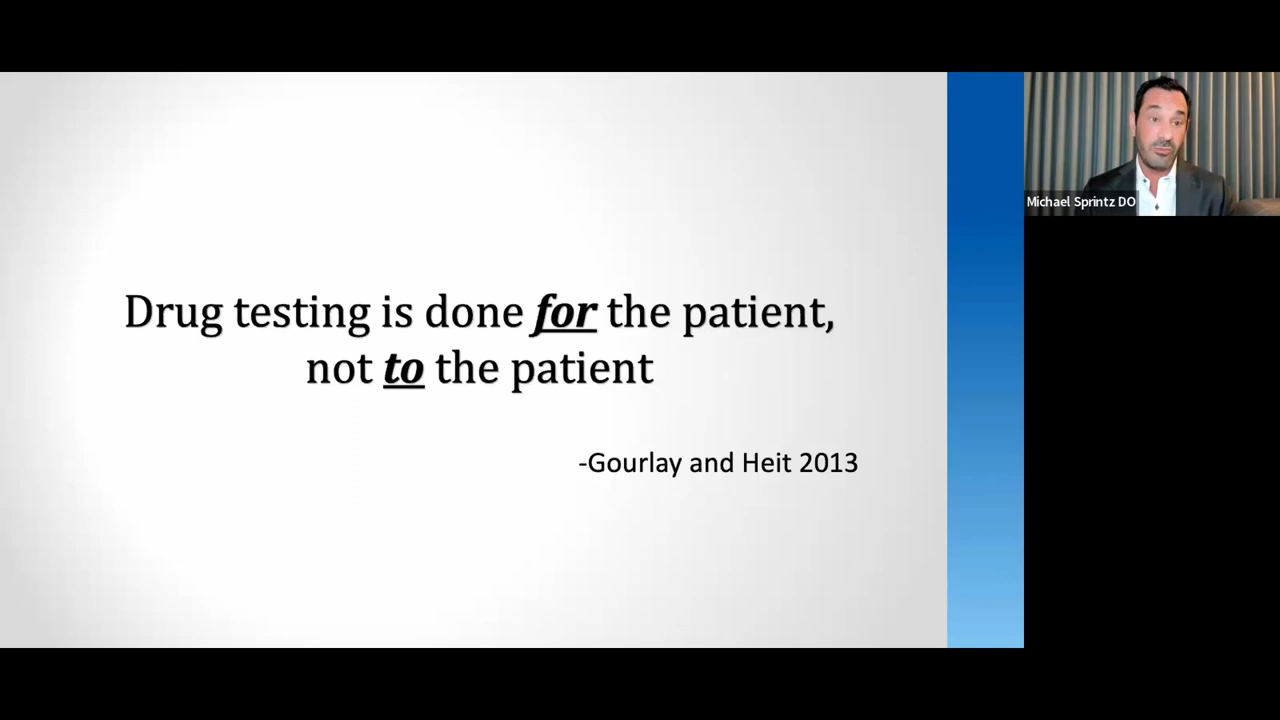 Drug testing is done for the patient,
not to the patient
-Gourlay and Heit 2013
Michael Sprintz DO